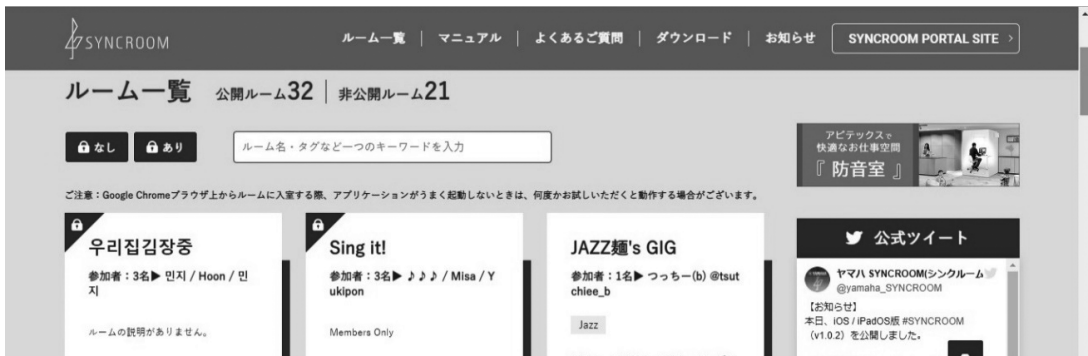 SYNCROOM
ルーム一覧 | マニュアル | よくあるご質問 | ダウンロード | お知らせ
SYNCROOM PORTAL SITE
ルーム一覧 公開ルーム32 | 非公開ルーム21
なし
あり
ルーム名・タグなど一つのキーワードを入力
アビテックスで
快適なお仕事空間
『防音室』
ご注意：Google Chromeブラウザ上からルームに入室する際、アプリケーションがうまく起動しないときは、何度かお試しいただくと動作する場合がございます。
우리집김장중
参加者：3名▶ 민지 / Hoon / 민
지
ルームの説明がありません。
Sing it!
参加者：3名▶ ♪♪♪ / Misa / Y
ukipon
Members Only
JAZZ麺's GIG
参加者：1名▶ つっちー(b) @tsut
chiee_b
Jazz
公式ツイート
ヤマハ SYNCROOM(シンクルーム
@yamaha_SYNCROOM
【お知らせ】
本日、iOS / iPadOS版 #SYNCROOM
（v1.0.2）を公開しました。